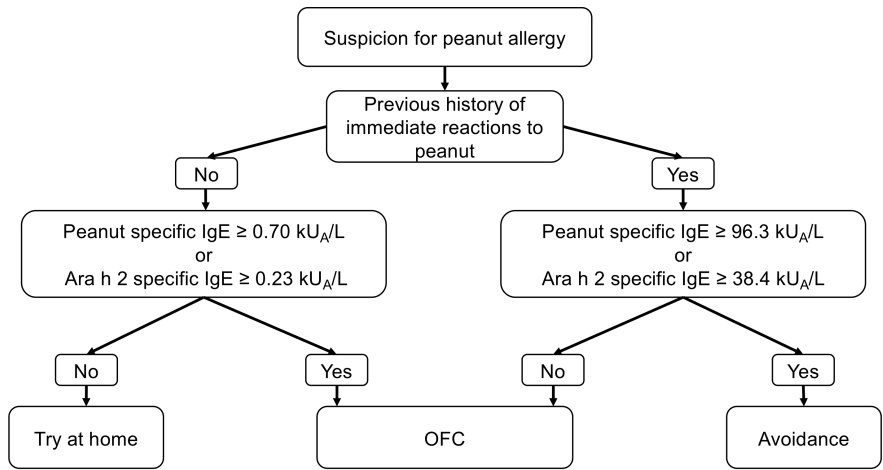 Suspicion for peanut allergy
Previous history of
immediate reactions to
peanut
No
Yes
Peanut specific IgE ≥ 0.70 kUA/L
or
Ara h 2 specific IgE ≥ 0.23 kUA/L
Peanut specific IgE ≥ 96.3 kUA/L
or
Ara h 2 specific IgE ≥ 38.4 kUA/L
No
Yes
No
Yes
Try at home
OFC
Avoidance